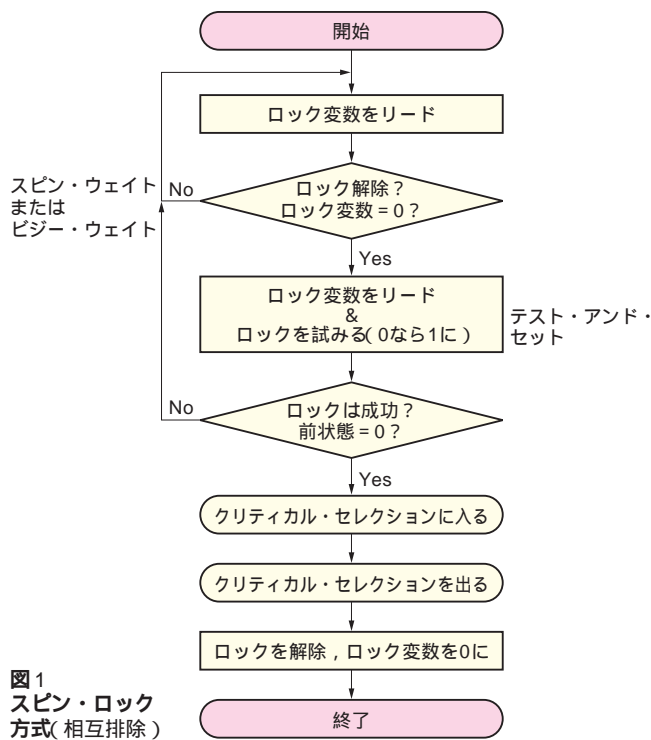 開始
ロック変数をリード
スピン・ウェイト
または
ビジー・ウェイト
No
ロック解除？
ロック変数＝0？
Yes
ロック変数をリード
&
ロックを試みる(0なら1に)
テスト・アンド・
セット
No
ロックは成功？
前状態＝0？
Yes
クリティカル・セレクションに入る
クリティカル・セレクションを出る
ロックを解除，ロック変数を0に
終了
図1
スピン・ロック
方式(相互排除)